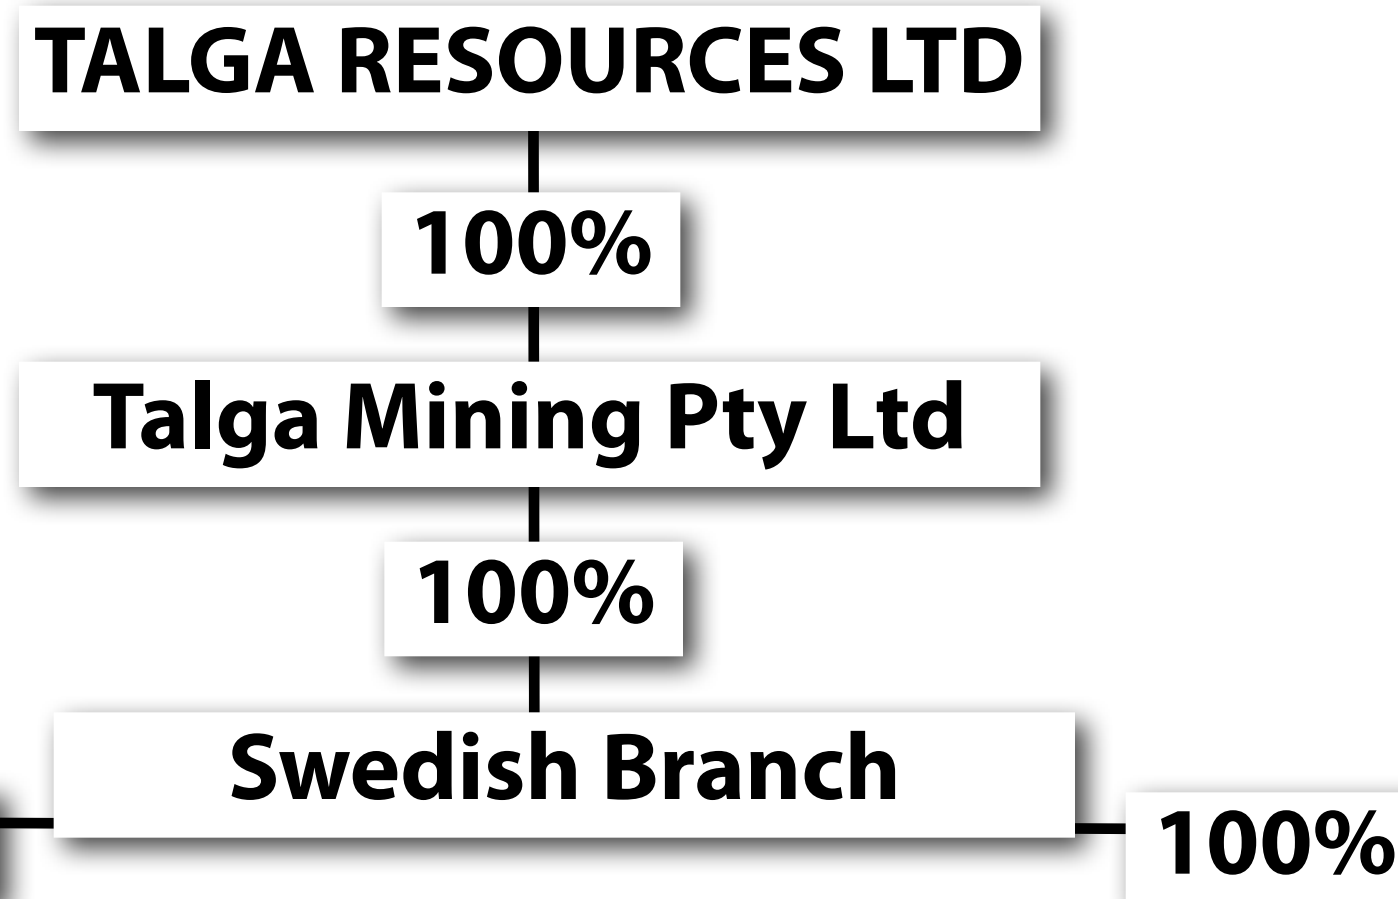 TALGA RESOURCES LTD
100%
Talga Mining Pty Ltd
100%
Swedish Branch
100%